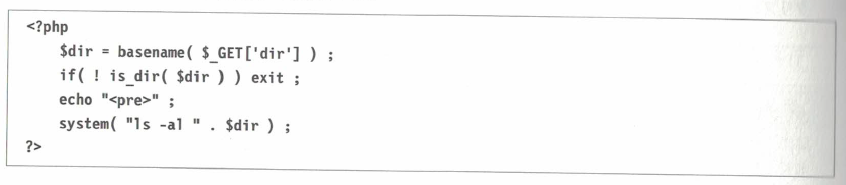 <?php
$dir = basename( $_GET['dir'] ) ;
if( ! is_dir( $dir ) ) exit ;
echo "<pre>" ;
system( "ls -al " . $dir ) ;
?>